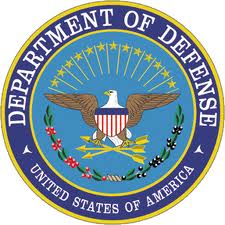 DEPARTMENT OF DEFENSE
UNITED STATES OF AMERICA